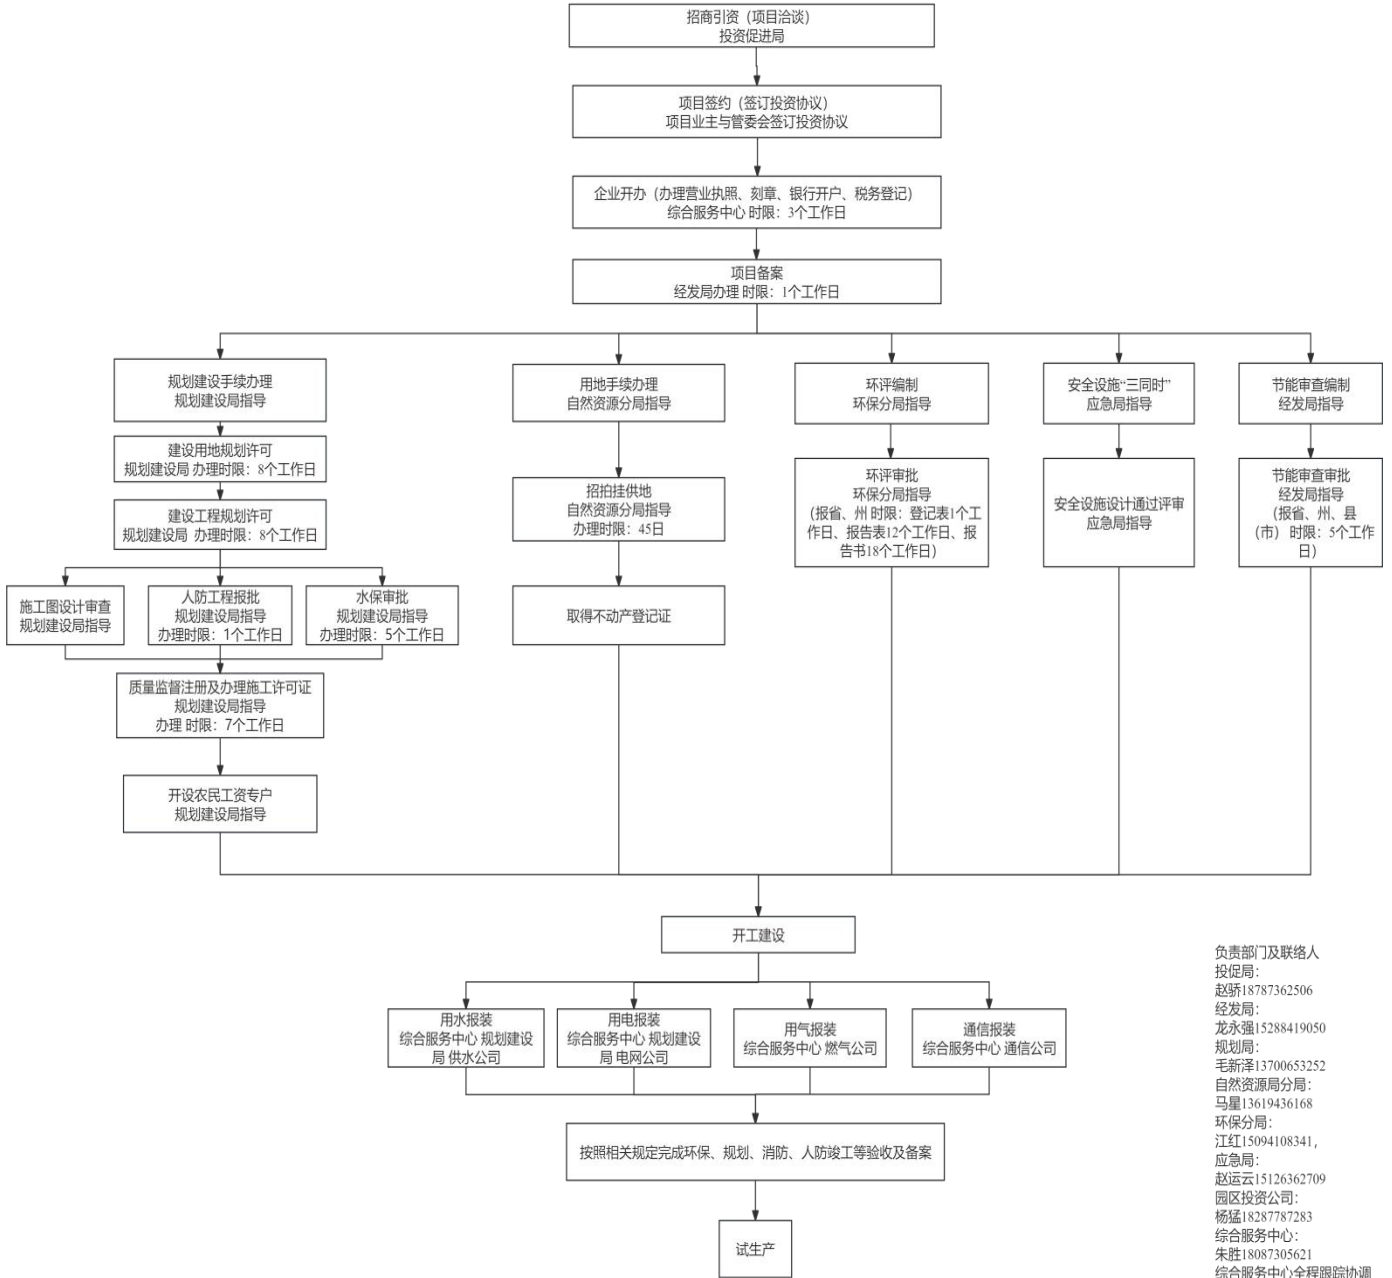 招商引资（项目洽谈）
投资促进局
项目签约（签订投资协议）
项目业主与管委会签订投资协议
企业开办（办理营业执照、刻章、银行开户、税务登记）
综合服务中心 时限：3个工作日
项目备案
经发局办理 时限：1个工作日
规划建设手续办理
规划建设局指导
建设用地规划许可
规划建设局 办理时限：8个工作日
建设工程规划许可
规划建设局 办理时限：8个工作日
施工图设计审查
规划建设局指导
人防工程报批
规划建设局指导
办理时限：1个工作日
水保审批
规划建设局指导
办理时限：5个工作日
质量监督注册及办理施工许可证
规划建设局指导
办理 时限：7个工作日
开设农民工资专户
规划建设局指导
用地手续办理
自然资源分局指导
招拍挂供地
自然资源分局指导
办理时限：45日
取得不动产登记证
环评编制
环保分局指导
环评审批
环保分局指导
（报省、州 时限：登记表1个工
作日、报告表12个工作日、报
告书18个工作日）
安全设施“三同时”
应急局指导
安全设施设计通过评审
应急局指导
节能审查编制
经发局指导
节能审查审批
经发局指导
（报省、州、县
（市） 时限：5个工作
日）
开工建设
用水报装
综合服务中心 规划建设
局 供水公司
用电报装
综合服务中心 规划建设
局 电网公司
用气报装
综合服务中心 燃气公司
通信报装
综合服务中心 通信公司
按照相关规定完成环保、规划、消防、人防竣工等验收及备案
试生产
负责部门及联络人
投促局：
赵骄18787362506
经发局：
龙永强15288419050
规划局：
毛新泽13700653252
自然资源局分局：
马星13619436168
环保分局：
江红15094108341，
应急局：
赵运云15126362709
园区投资公司：
杨猛18287787283
综合服务中心：
朱胜18087305621
综合服务中心全程跟踪协调